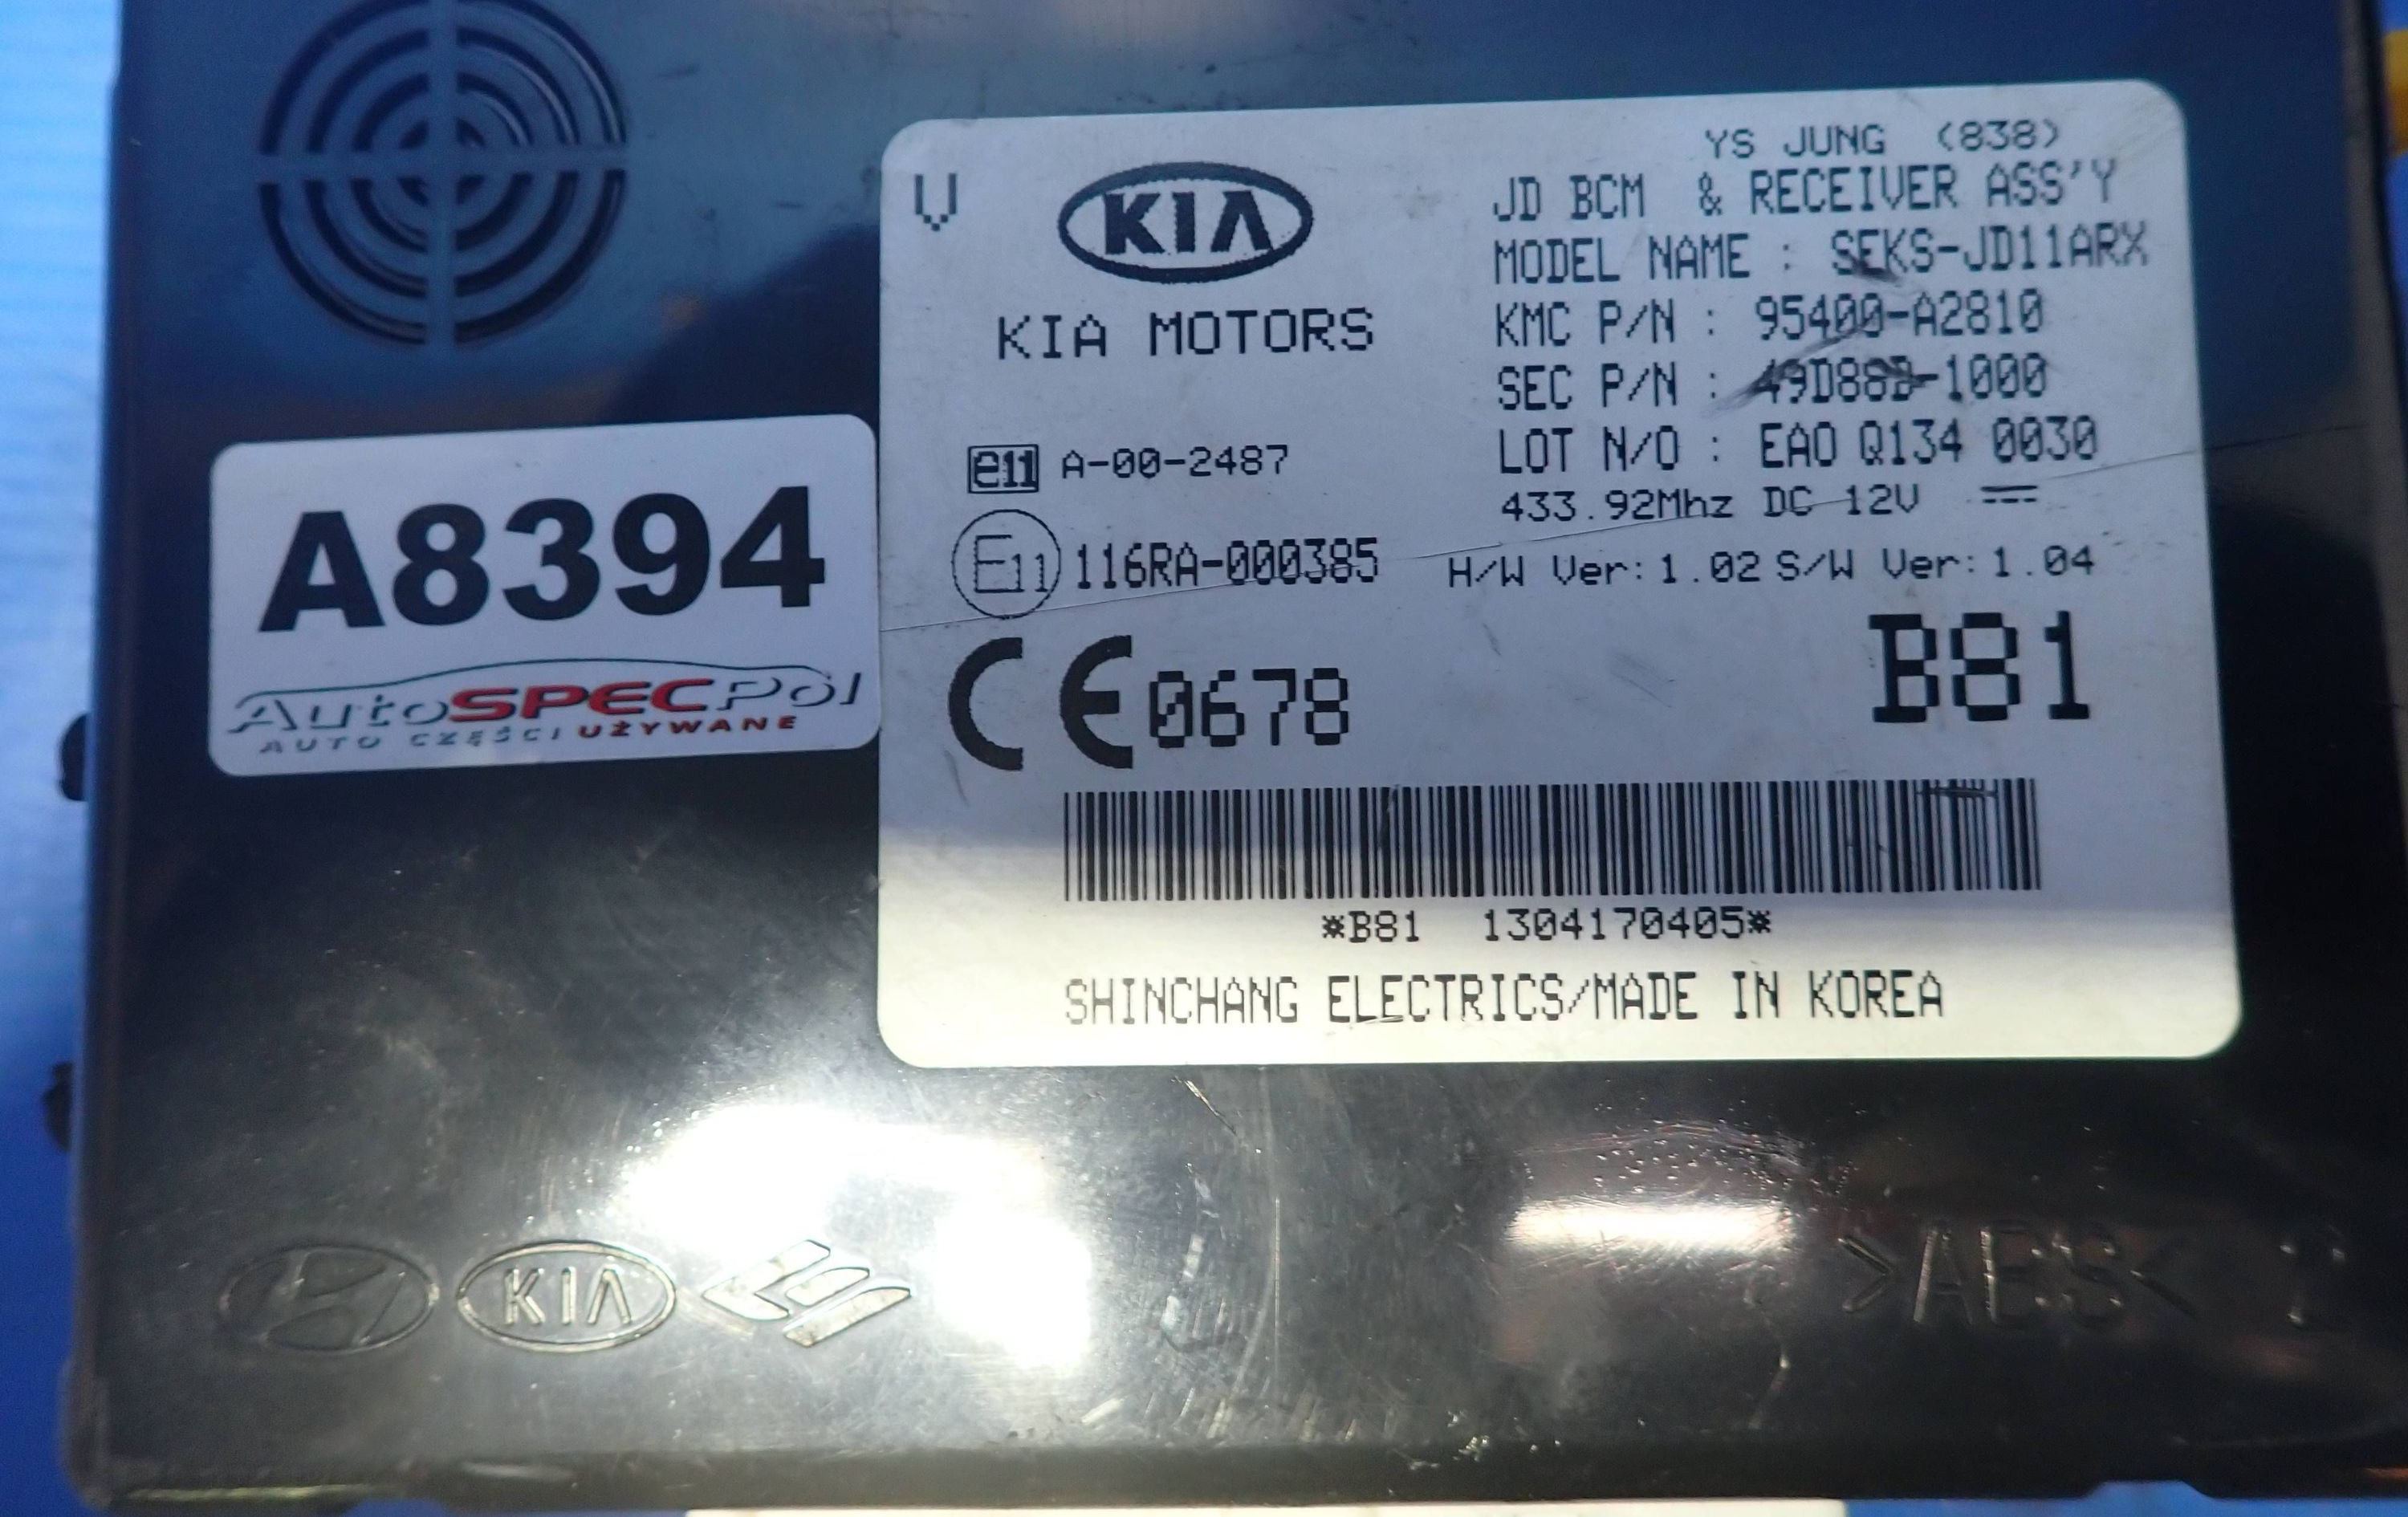 YS JUNG (838)
V
KIA
JD BCM & RECEIVER ASS'Y
MODEL NAME : SEKS-JD11ARX
KIA MOTORS
KMC P/N : 95400-A2810
SEC P/N : -1000
LOT N/O : EAO Q134 0030
e11 A-00-2487
433.92Mhz DC 12V
E11 116RA-000385
H/W Ver:1.02 S/W Ver:1.04
CE 0678
B81
*B81 1304170405*
SHINCHANG ELECTRICS/MADE IN KOREA
A8394
AutoSPECPol
AUTO CZĘŚCI UŻYWANE
KIA
>ABS<